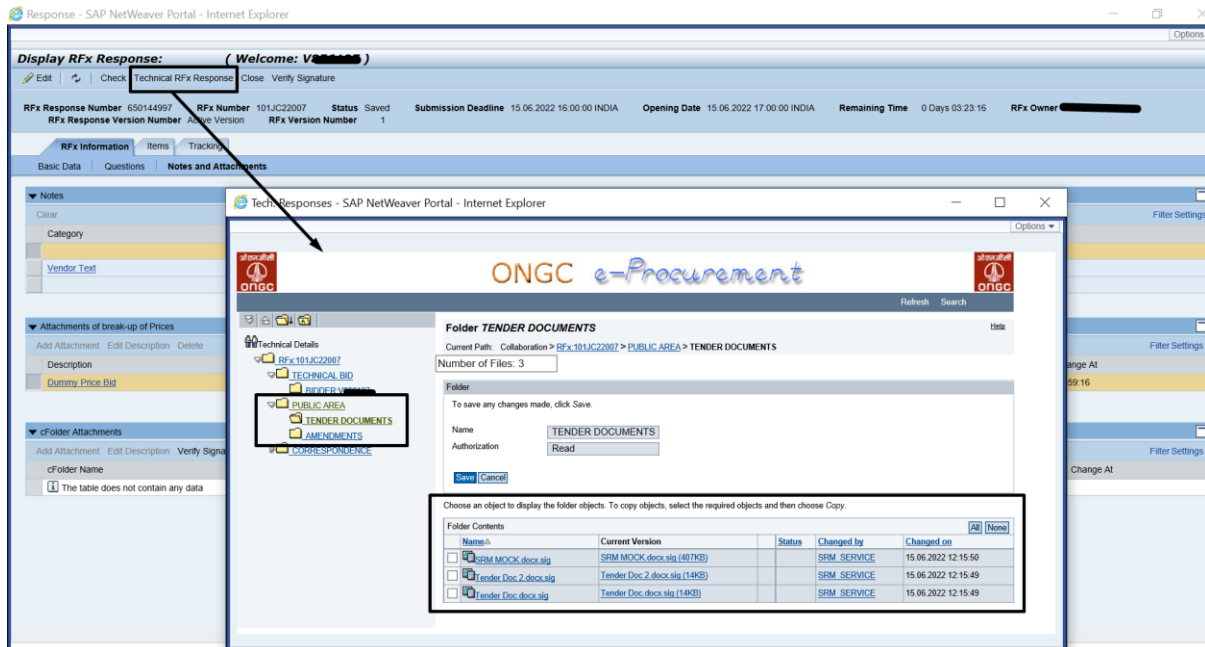 Response - SAP NetWeaver Portal - Internet Explorer
Options
Display RFx Response: ( Welcome: )
Edit Check Technical RFx Response Close Verify Signature
RFx Response Number 650144997 RFx Number 101JC22007 Status Saved Submission Deadline 15.06.2022 16:00:00 INDIA Opening Date 15.06.2022 17:00:00 INDIA Remaining Time 0 Days 03:23:16 RFx Owner
RFx Response Version Number Active Version RFx Version Number 1
RFx Information Items Tracking
Basic Data Questions Notes and Attachments
Notes
Clear Filter Settings
Category
Vendor Text
Attachments of break-up of Prices
Add Attachment Edit Description Delete Filter Settings
Description ange At
Dummy Price Bid 59:16
cFolder Attachments
Add Attachment Edit Description Verify Signa Filter Settings
cFolder Name Change At
The table does not contain any data
Tech. Responses - SAP NetWeaver Portal - Internet Explorer
Options
ओएनजीसी ONGC ONGC e-Procurement ओएनजीसी ONGC
Refresh Search
Technical Details
RFx:101JC22007
TECHNICAL BID
BIDDER
PUBLIC AREA
TENDER DOCUMENTS
AMENDMENTS
CORRESPONDENCE
Folder TENDER DOCUMENTS Help
Current Path: Collaboration > RFx:101JC22007 > PUBLIC AREA > TENDER DOCUMENTS
Number of Files: 3
Folder
To save any changes made, click Save.
Name TENDER DOCUMENTS
Authorization Read
Save Cancel
Choose an object to display the folder objects. To copy objects, select the required objects and then choose Copy.
Folder Contents All None
Name Current Version Status Changed by Changed on
SRM MOCK.docx.sig SRM MOCK.docx.sig (407KB) SRM_SERVICE 15.06.2022 12:15:50
Tender Doc 2.docx.sig Tender Doc 2.docx.sig (14KB) SRM_SERVICE 15.06.2022 12:15:49
Tender Doc.docx.sig Tender Doc.docx.sig (14KB) SRM_SERVICE 15.06.2022 12:15:49